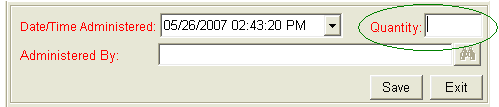 Date/Time Administered: 05/26/2007 02:43:20 PM Quantity:
Administered By:
Save Exit